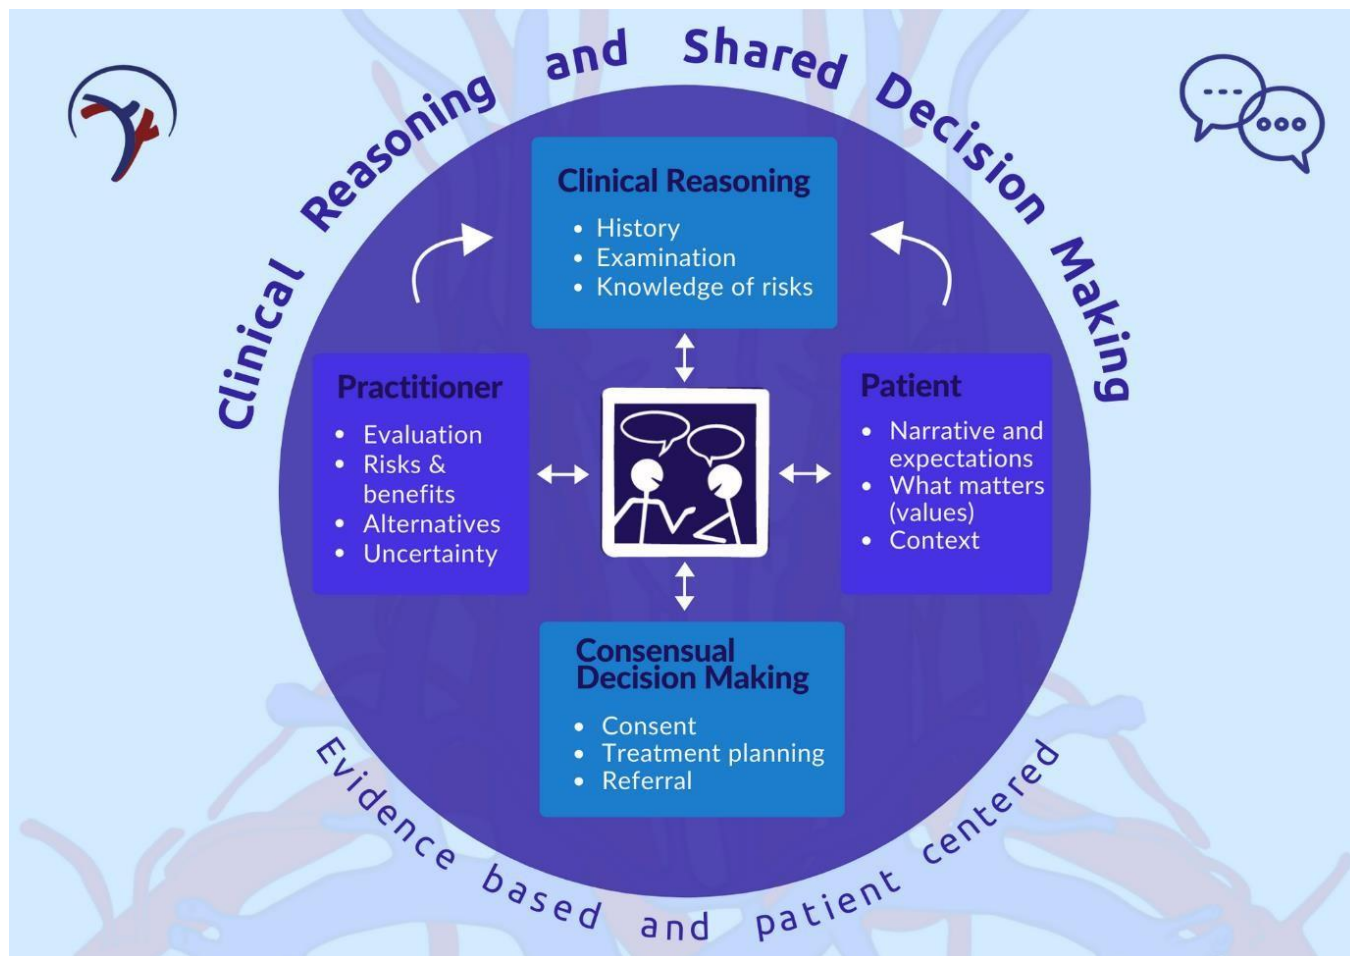 Clinical Reasoning and Shared Decision Making
Clinical Reasoning
• History
• Examination
• Knowledge of risks
Practitioner
• Evaluation
• Risks &
benefits
• Alternatives
• Uncertainty
Patient
• Narrative and
expectations
• What matters
(values)
• Context
Consensual
Decision Making
• Consent
• Treatment planning
• Referral
Evidence based and patient centered